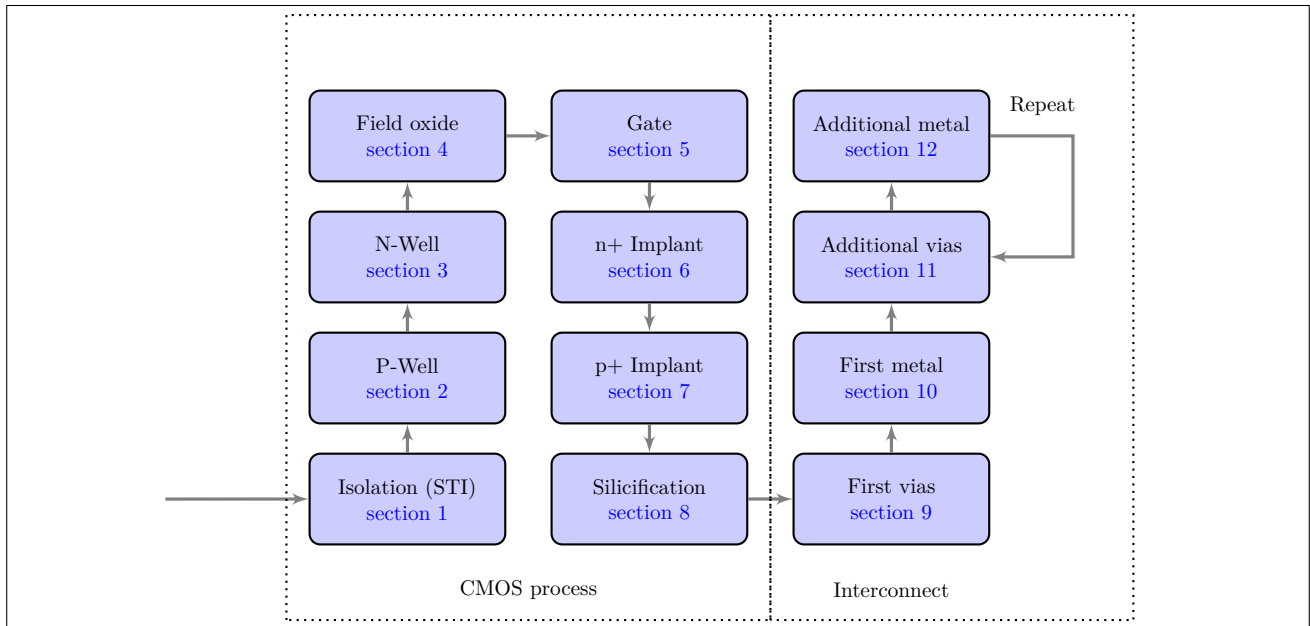 Repeat
Field oxide
section 4
Gate
section 5
Additional metal
section 12
N-Well
section 3
n+ Implant
section 6
Additional vias
section 11
P-Well
section 2
p+ Implant
section 7
First metal
section 10
Isolation (STI)
section 1
Silicification
section 8
First vias
section 9
CMOS process
Interconnect